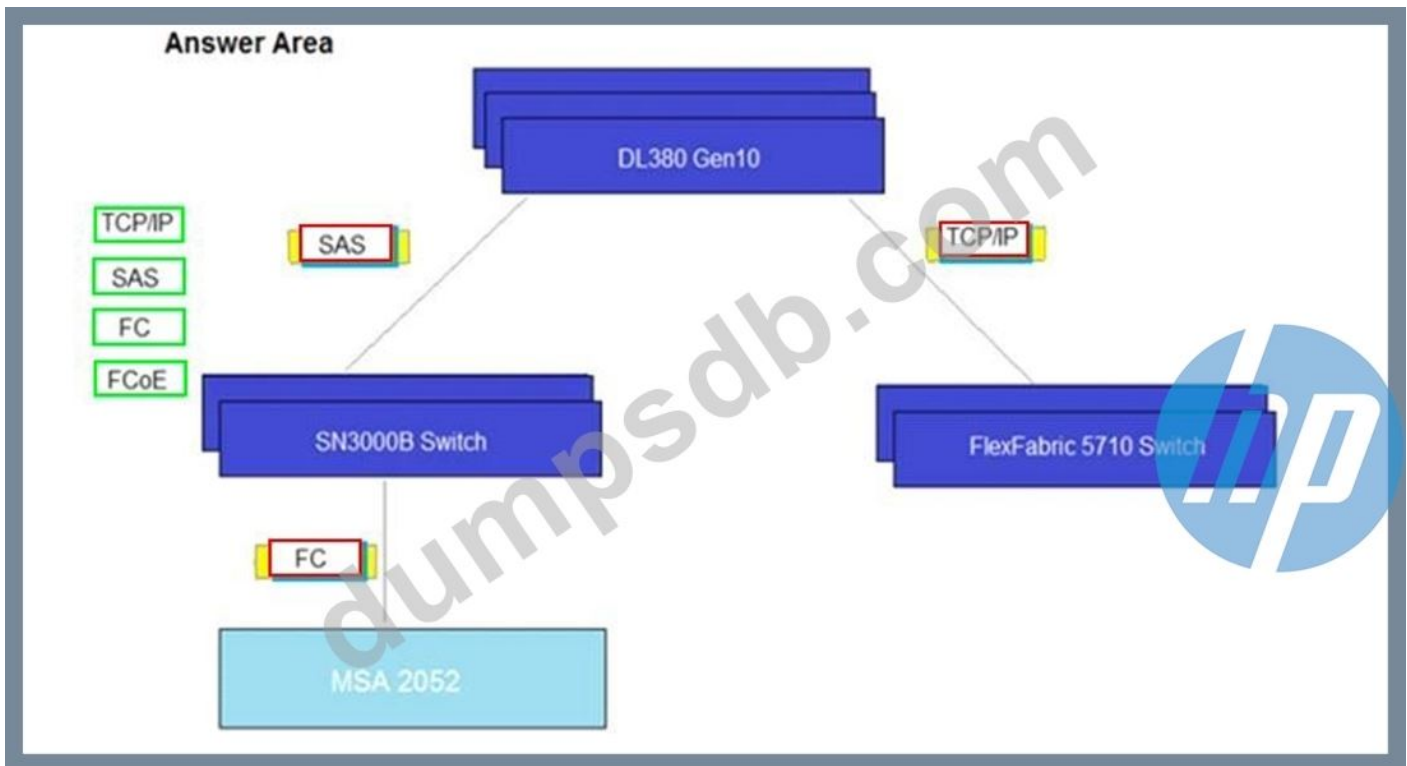 Answer Area
DL380 Gen10
TCP/IP
SAS
FC
FCoE
SAS
TCP/IP
SN3000B Switch
FlexFabric 5710 Switch
FC
MSA 2052
dumpsdb.com
hp